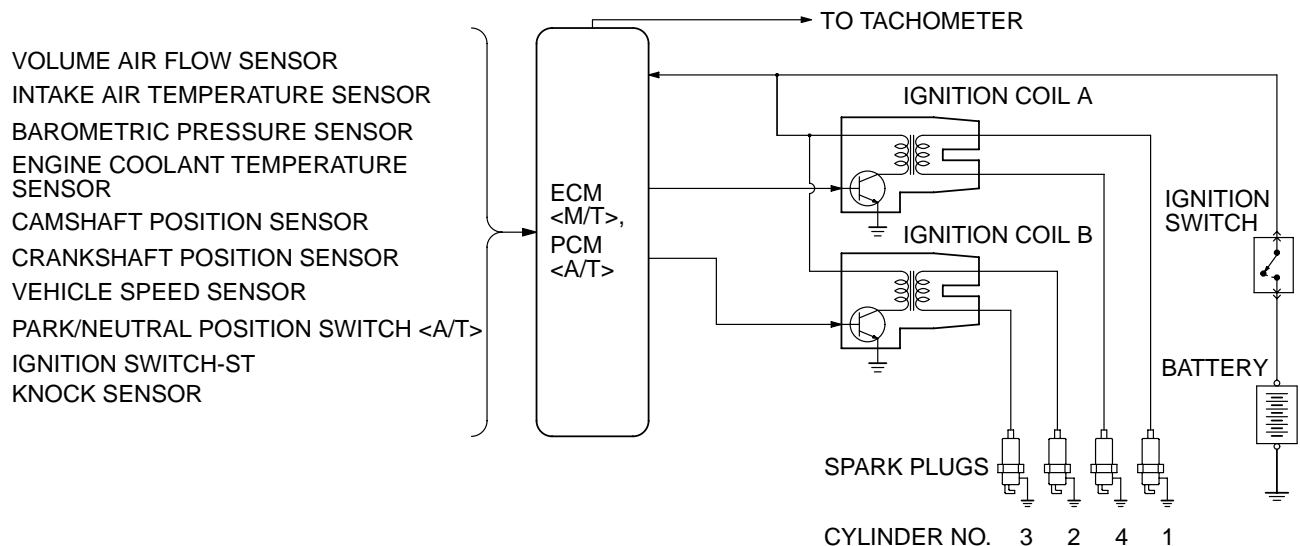 TO TACHOMETER
VOLUME AIR FLOW SENSOR
INTAKE AIR TEMPERATURE SENSOR
BAROMETRIC PRESSURE SENSOR
ENGINE COOLANT TEMPERATURE
SENSOR
CAMSHAFT POSITION SENSOR
CRANKSHAFT POSITION SENSOR
VEHICLE SPEED SENSOR
PARK/NEUTRAL POSITION SWITCH <A/T>
IGNITION SWITCH-ST
KNOCK SENSOR
ECM
<M/T>,
PCM
<A/T>
IGNITION COIL A
IGNITION COIL B
IGNITION
SWITCH
BATTERY
SPARK PLUGS
CYLINDER NO. 3 2 4 1